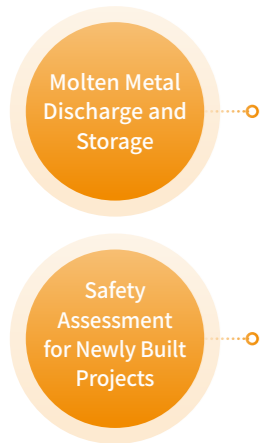 Molten Metal
Discharge and
Storage
Safety
Assessment
for Newly Built
Projects